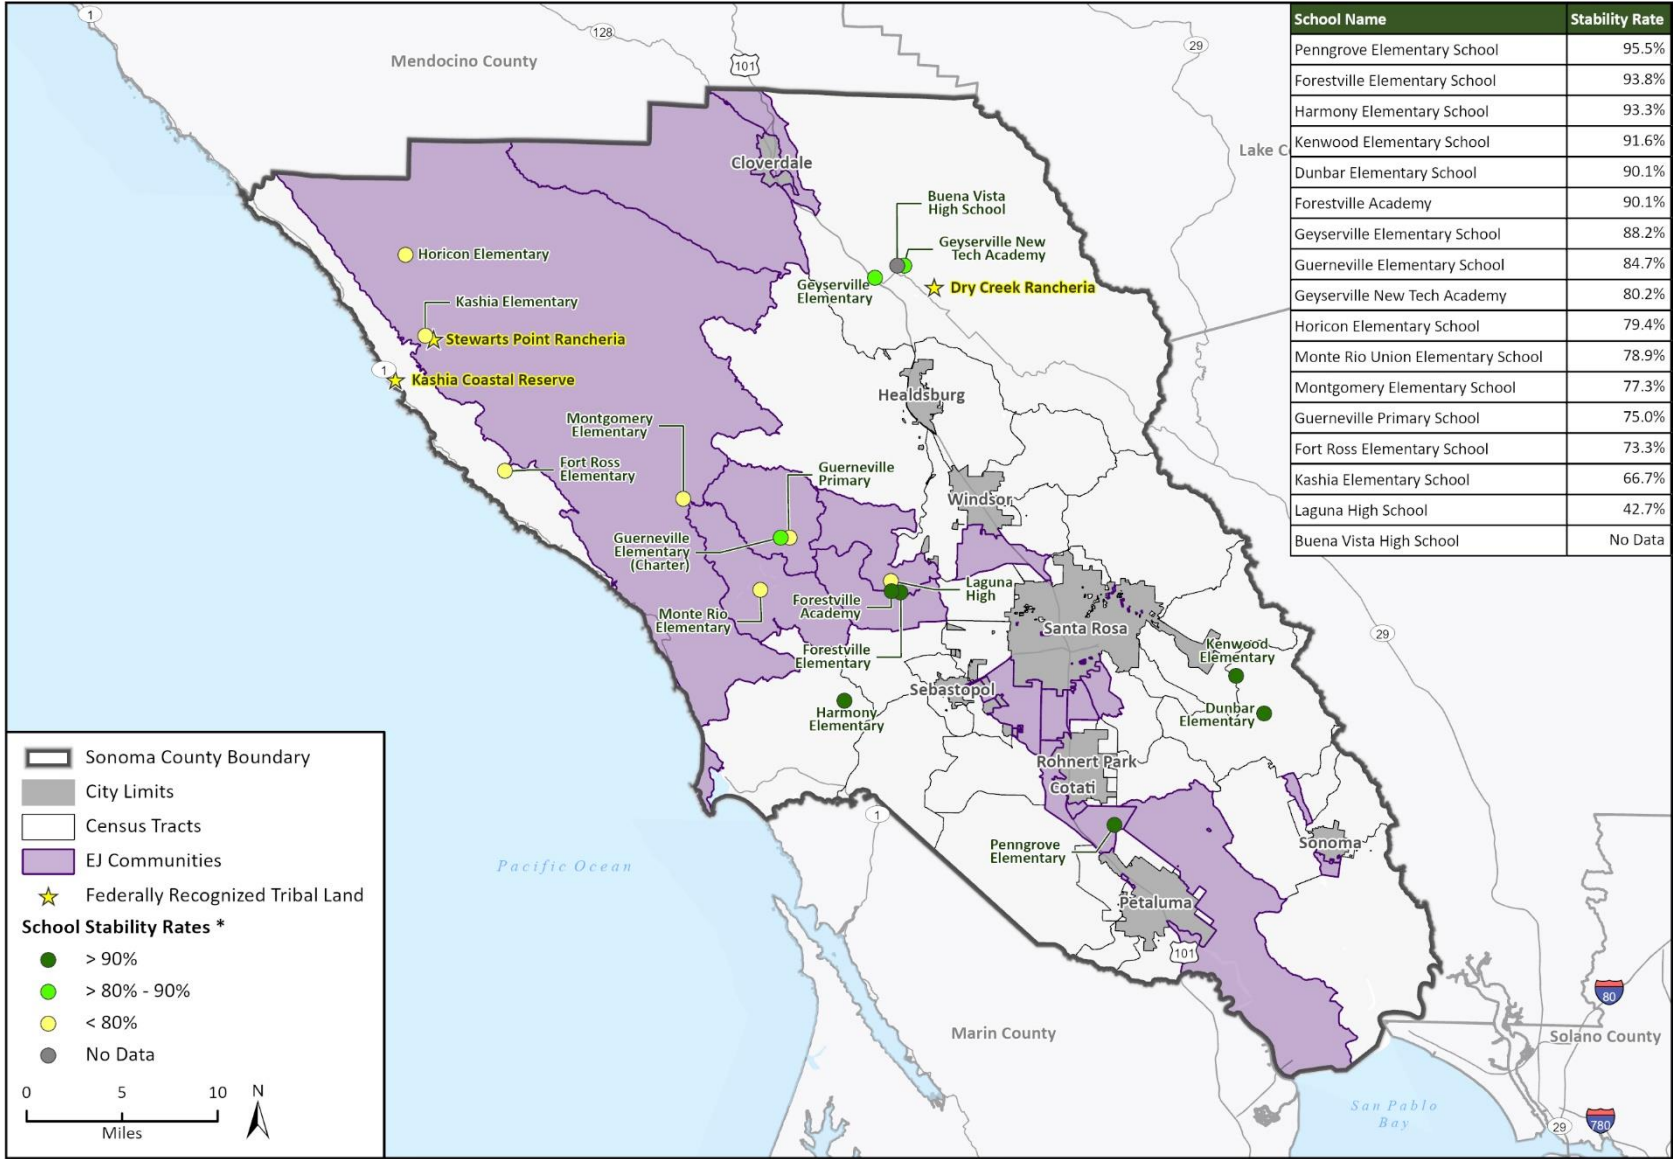 1
128
101
29
Mendocino County
Lake C
School Name Stability Rate
Penngrove Elementary School 95.5%
Forestville Elementary School 93.8%
Harmony Elementary School 93.3%
Kenwood Elementary School 91.6%
Dunbar Elementary School 90.1%
Forestville Academy 90.1%
Geyserville Elementary School 88.2%
Guerneville Elementary School 84.7%
Geyserville New Tech Academy 80.2%
Horicon Elementary School 79.4%
Monte Rio Union Elementary School 78.9%
Montgomery Elementary School 77.3%
Guerneville Primary School 75.0%
Fort Ross Elementary School 73.3%
Kashia Elementary School 66.7%
Laguna High School 42.7%
Buena Vista High School No Data
Cloverdale
Buena Vista
High School
Geyserville New
Tech Academy
Horicon Elementary
Geyserville
Elementary
Dry Creek Rancheria
Kashia Elementary
Stewarts Point Rancheria
1
Kashia Coastal Reserve
Healdsburg
Montgomery
Elementary
Fort Ross
Elementary
Guerneville
Primary
Windsor
Guerneville
Elementary
(Charter)
Laguna
High
Forestville
Academy
Monte Rio
Elementary
Santa Rosa
29
Forestville
Elementary
Kenwood
Elementary
Sebastopol
Harmony
Elementary
Dunbar
Elementary
Rohnert Park
Cotati
1
Penngrove
Elementary
Sonoma
Petaluma
101
Pacific Ocean
Marin County
80
Solano County
San Pablo
Bay
29
780
Sonoma County Boundary
City Limits
Census Tracts
EJ Communities
Federally Recognized Tribal Land
School Stability Rates *
> 90%
> 80% - 90%
< 80%
No Data
0 5 10
Miles
N